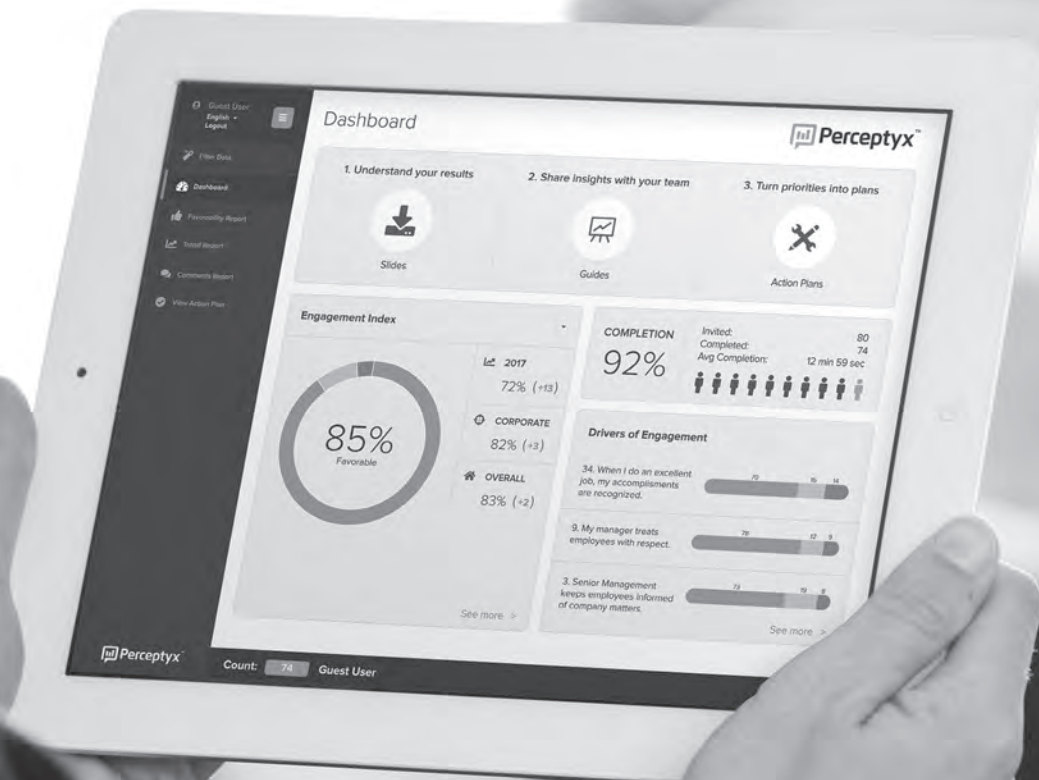 Guest User
English
Logout
Filter Data
Dashboard
Favorability Report
Trend Report
Comments Report
View Action Plan
Perceptyx
Dashboard
Perceptyx™
1. Understand your results
Slides
2. Share insights with your team
Guides
3. Turn priorities into plans
Action Plans
Engagement Index
85%
Favorable
2017
72% (+13)
CORPORATE
82% (+3)
OVERALL
83% (+2)
See more >
COMPLETION
92%
Invited: 80
Completed: 74
Avg Completion: 12 min 59 sec
Drivers of Engagement
34. When I do an excellent
job, my accomplisments
are recognized.
70 15 14
9. My manager treats
employees with respect.
78 12 9
3. Senior Management
keeps employees informed
of company matters.
73 19 8
See more >
Count: 74 Guest User